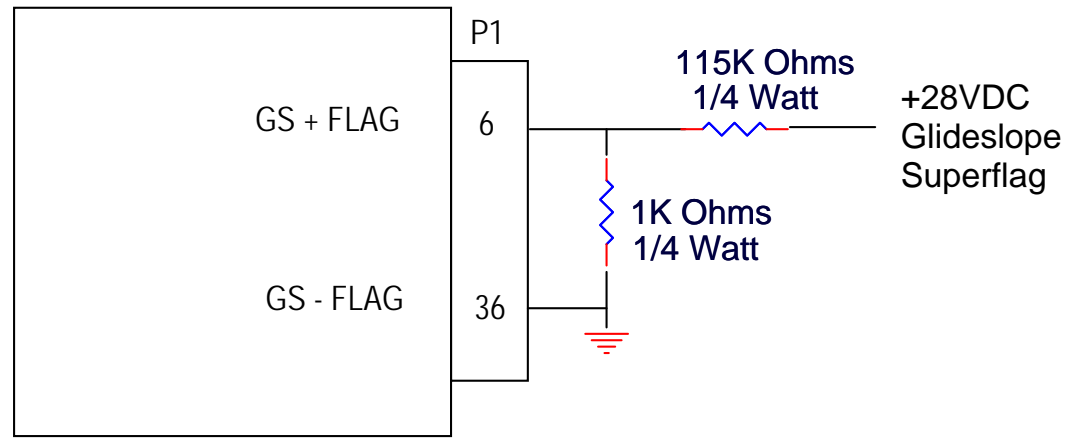 P1
115K Ohms
1/4 Watt
+28VDC
Glideslope
Superflag
GS + FLAG
6
1K Ohms
1/4 Watt
GS - FLAG
36